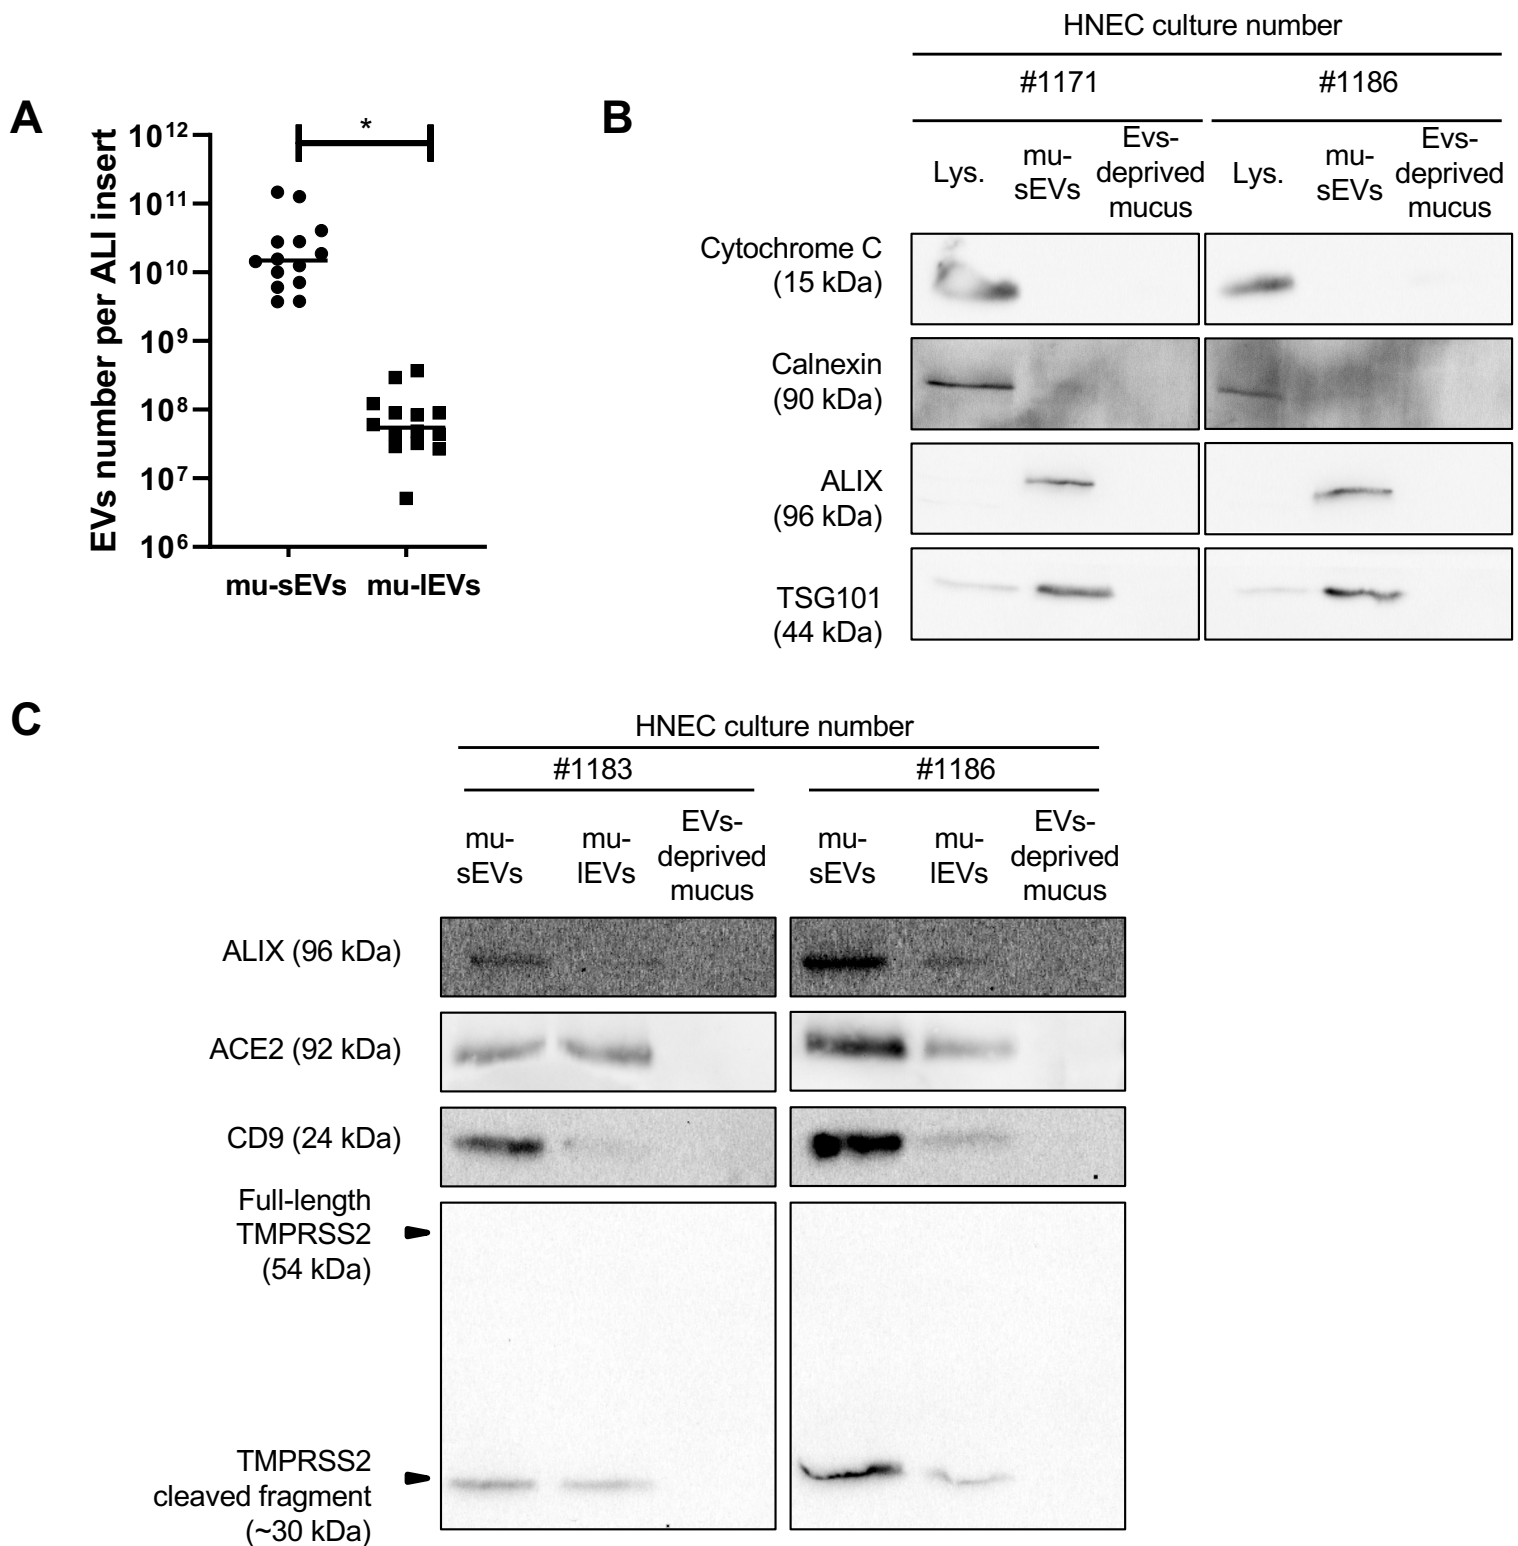 A
EVs number per ALI insert
10¹²
10¹¹
10¹⁰
10⁹
10⁸
10⁷
10⁶
*
mu-sEVs
mu-lEVs
B
HNEC culture number
#1171
#1186
Lys.
mu-
sEVs
Evs-
deprived
mucus
Lys.
mu-
sEVs
Evs-
deprived
mucus
Cytochrome C
(15 kDa)
Calnexin
(90 kDa)
ALIX
(96 kDa)
TSG101
(44 kDa)
C
HNEC culture number
#1183
#1186
mu-
sEVs
mu-
lEVs
EVs-
deprived
mucus
mu-
sEVs
mu-
lEVs
EVs-
deprived
mucus
ALIX (96 kDa)
ACE2 (92 kDa)
CD9 (24 kDa)
Full-length
TMPRSS2
(54 kDa)
TMPRSS2
cleaved fragment
(~30 kDa)